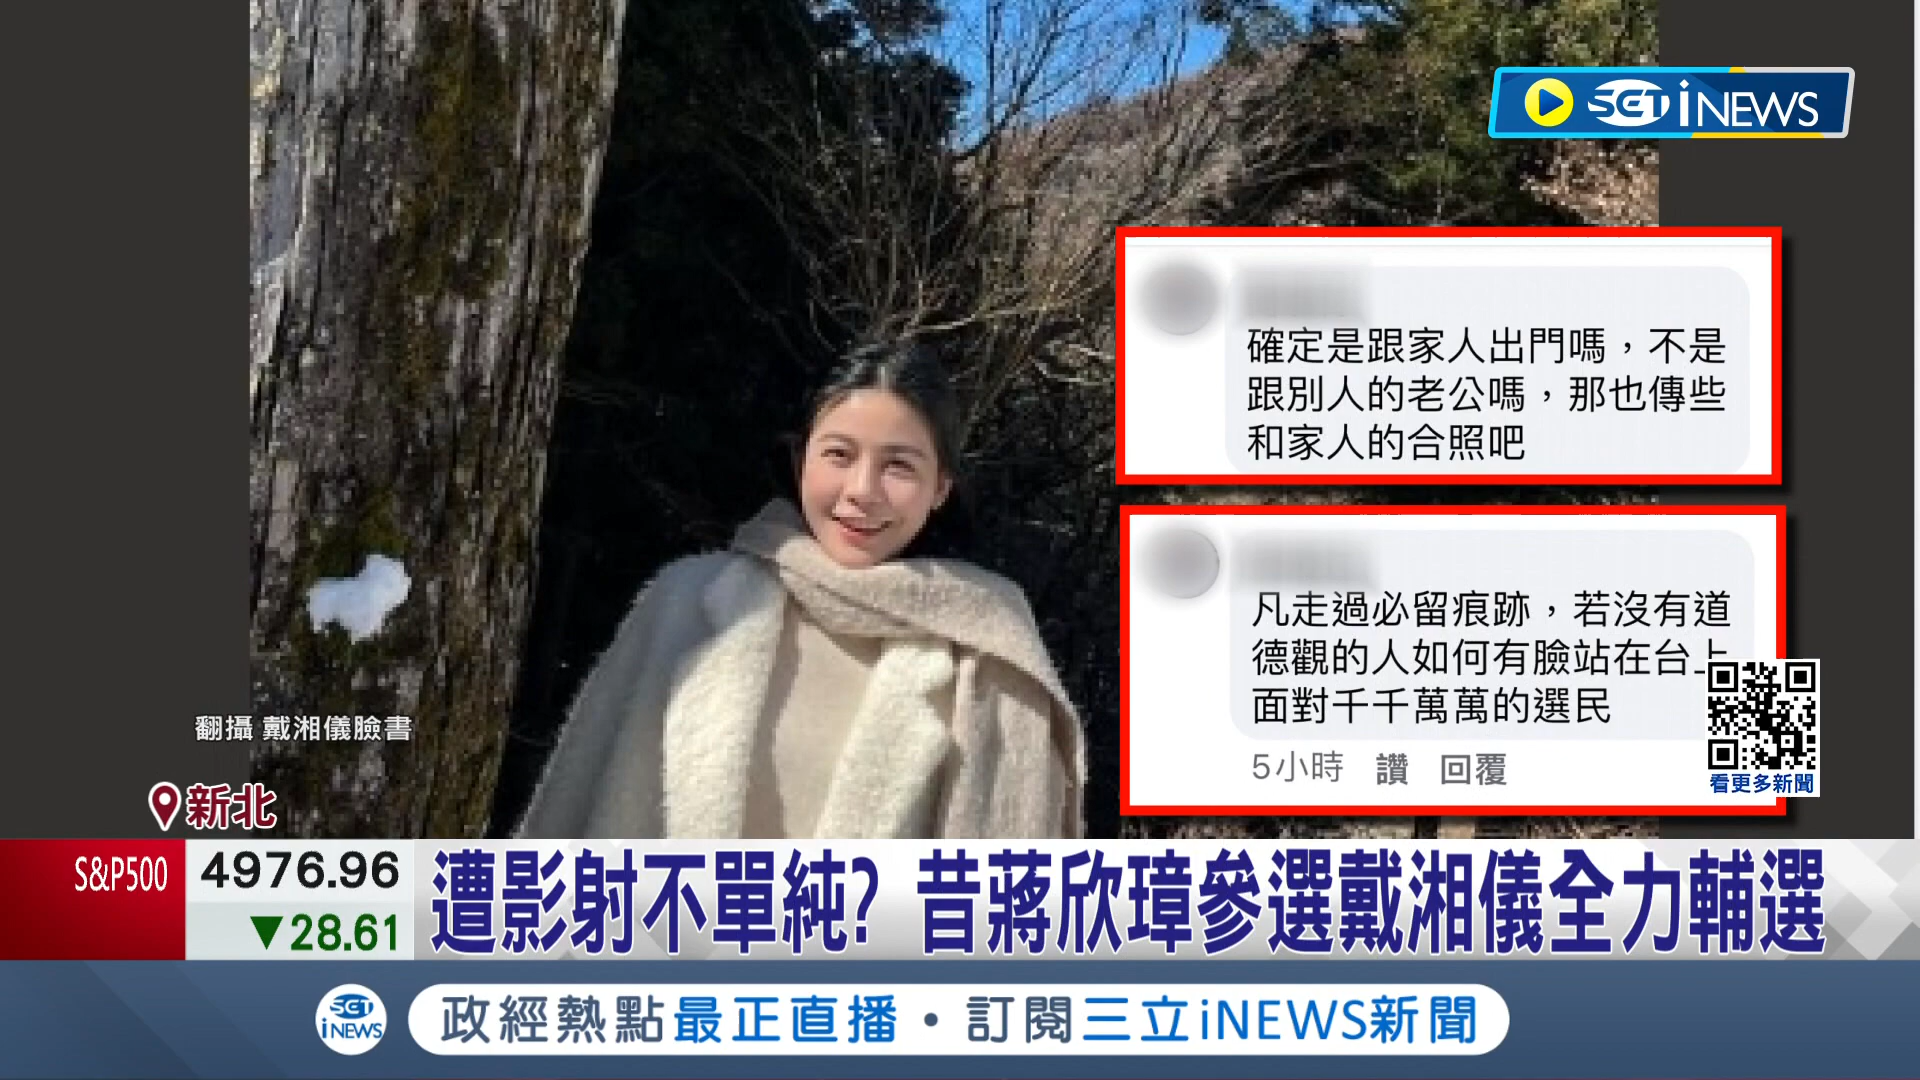 SET iNEWS
確定是跟家人出門嗎，不是
跟別人的老公嗎，那也傳些
和家人的合照吧
凡走過必留痕跡，若沒有道
德觀的人如何有臉站在台上
面對千千萬萬的選民
5小時 讚 回覆
看更多新聞
翻攝 戴湘儀臉書
新北
S&P500
4976.96
▼28.61
遭影射不單純? 昔蔣欣璋參選戴湘儀全力輔選
SET iNEWS
政經熱點最正直播・訂閱三立iNEWS新聞